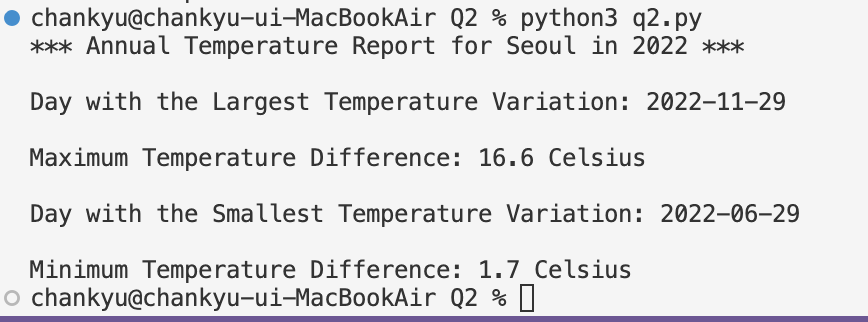 chankyu@chankyu-ui-MacBookAir Q2 % python3 q2.py
*** Annual Temperature Report for Seoul in 2022 ***
Day with the Largest Temperature Variation: 2022-11-29
Maximum Temperature Difference: 16.6 Celsius
Day with the Smallest Temperature Variation: 2022-06-29
Minimum Temperature Difference: 1.7 Celsius
chankyu@chankyu-ui-MacBookAir Q2 %